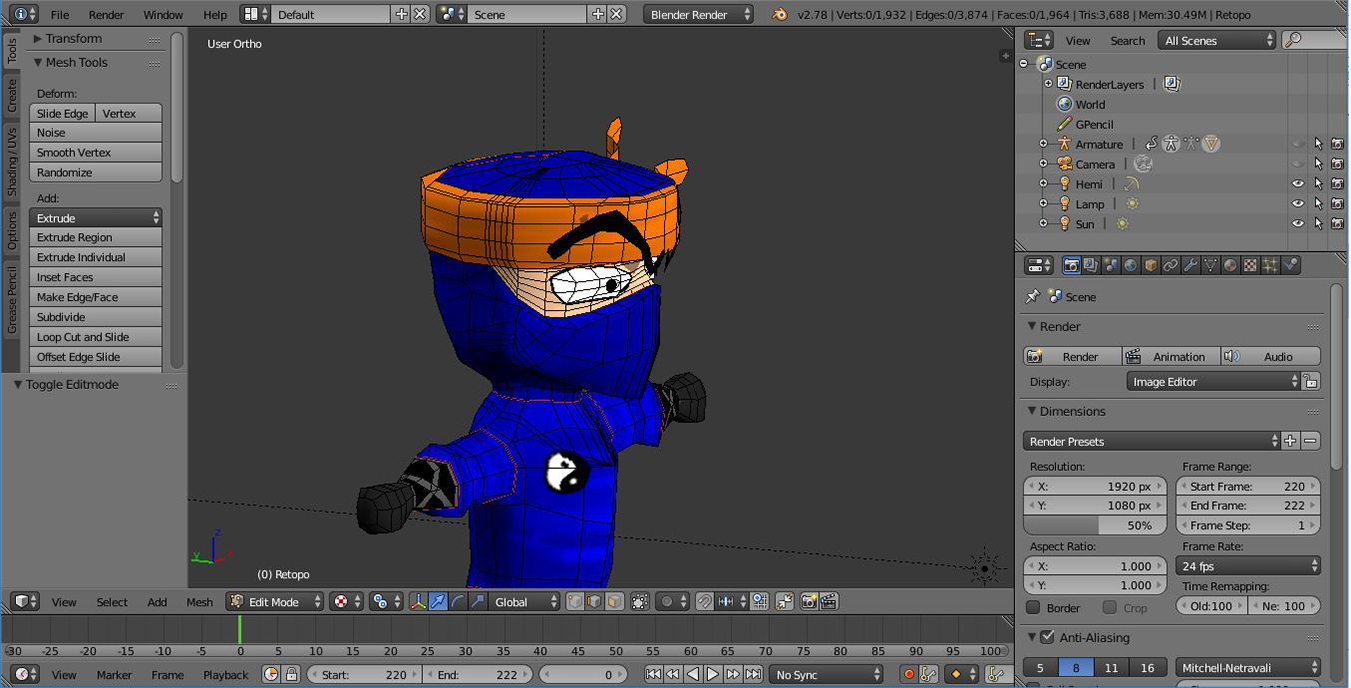 File Render Window Help Default Scene Blender Render v2.78 | Verts:0/1,932 | Edges:0/3,874 | Faces:0/1,964 | Tris:3,688 | Mem:30.49M | Retopo
Tools
Create
Shading / UVs
Options
Grease Pencil
Transform
Mesh Tools
Deform:
Slide Edge Vertex
Noise
Smooth Vertex
Randomize
Add:
Extrude
Extrude Region
Extrude Individual
Inset Faces
Make Edge/Face
Subdivide
Loop Cut and Slide
Offset Edge Slide
Toggle Editmode
User Ortho
z
y
x
(0) Retopo
View Select Add Mesh Edit Mode Global
-30 -25 -20 -15 -10 -5 0 5 10 15 20 25 30 35 40 45 50 55 60 65 70 75 80 85 90 95 100
View Marker Frame Playback Start: 220 End: 222 0 No Sync
View Search All Scenes
Scene
RenderLayers |
World
GPencil
Armature |
Camera |
Hemi |
Lamp |
Sun |
Scene
Render
Render Animation Audio
Display: Image Editor
Dimensions
Render Presets
Resolution: Frame Range:
X: 1920 px Start Frame: 220
Y: 1080 px End Frame: 222
50% Frame Step: 1
Aspect Ratio: Frame Rate:
X: 1.000 24 fps
Y: 1.000 Time Remapping:
Border Crop Old:100 Ne: 100
Anti-Aliasing
5 8 11 16 Mitchell-Netravali